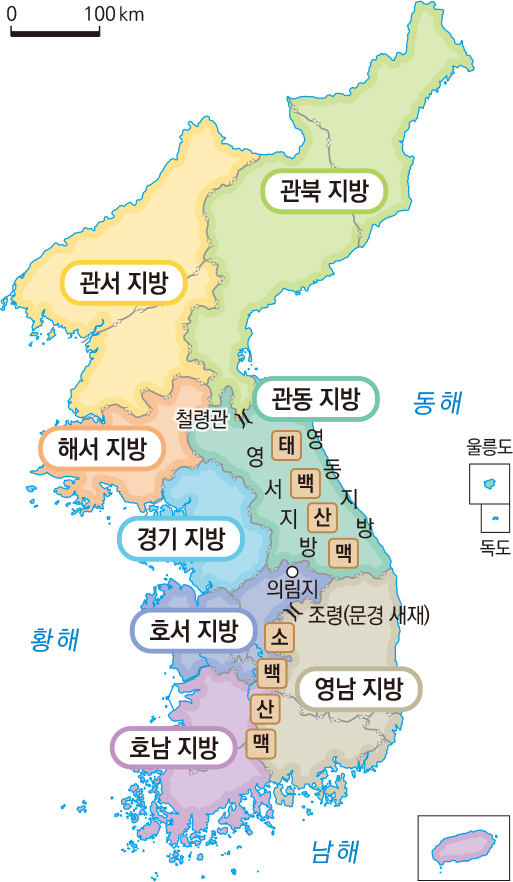 0 100 km
관북 지방
관서 지방
철령관
관동 지방
동해
해서 지방
영서 지방
태백산맥
영동 지방
울릉도
독도
경기 지방
의림지
조령(문경 새재)
황해
호서 지방
소백산맥
영남 지방
호남 지방
남해